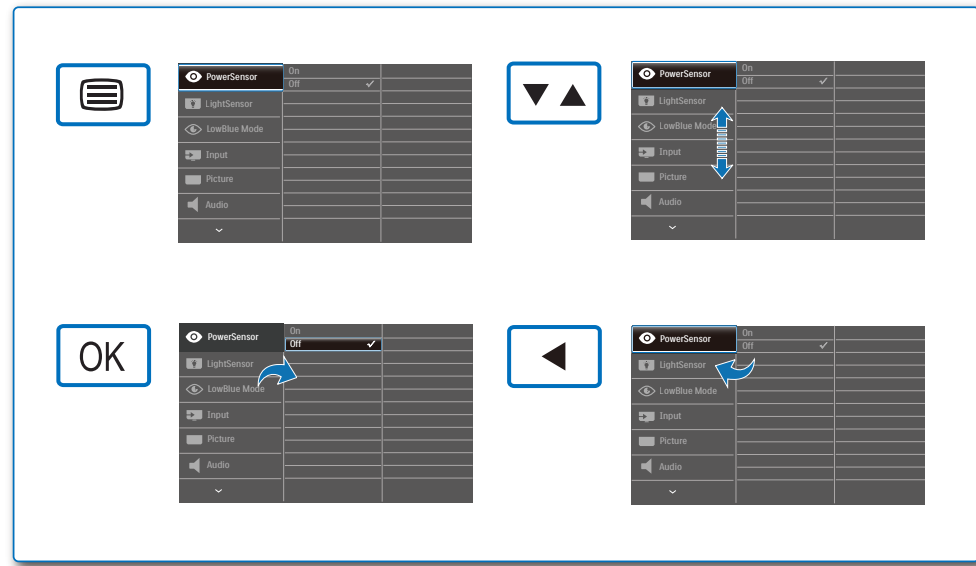 PowerSensor
On
Off
LightSensor
LowBlue Mode
Input
Picture
Audio
PowerSensor
On
Off
LightSensor
LowBlue Mode
Input
Picture
Audio
OK
PowerSensor
On
Off
LightSensor
LowBlue Mode
Input
Picture
Audio
PowerSensor
On
Off
LightSensor
LowBlue Mode
Input
Picture
Audio